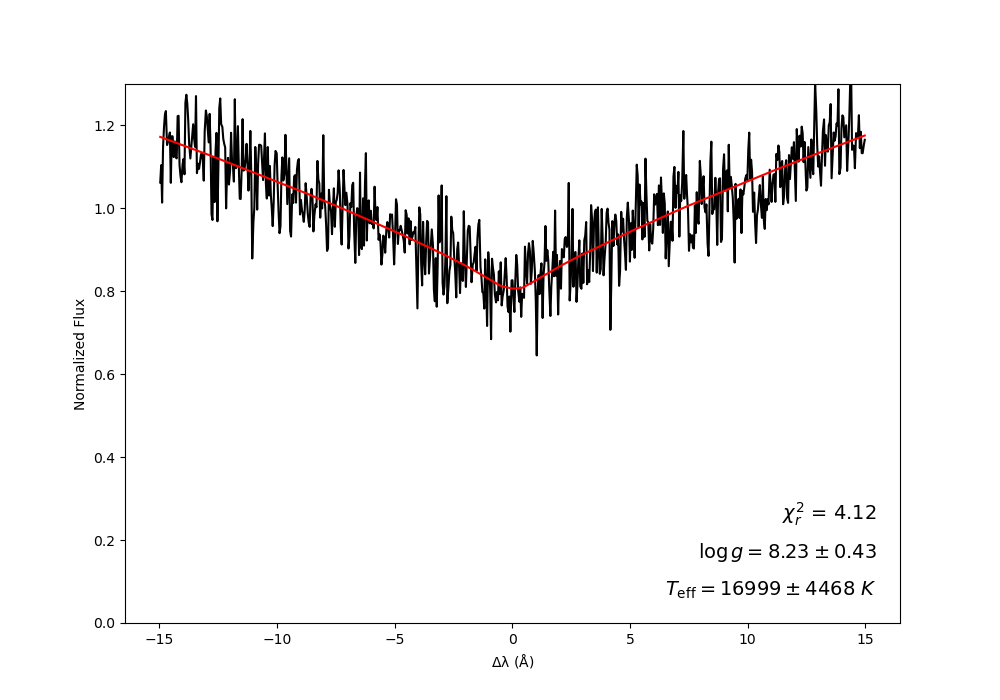 1.2
1.0
0.8
0.6
0.4
0.2
0.0
Normalized Flux
χ²ᵣ = 4.12
log g = 8.23 ± 0.43
T_eff = 16999 ± 4468 K
−15 −10 −5 0 5 10 15
Δλ (Å)